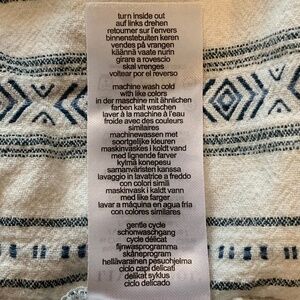 turn inside out
auf links drehen
retourner sur l'envers
binnenstebuiten keren
vendes på vrangen
käännä vaate nurin
girare a rovescio
skal vrenges
voltear por el reverso
machine wash cold
with like colors
in der maschine mit ähnlichen
farben kalt waschen
laver à la machine à l'eau
froide avec des couleurs
similaires
machinewassen met
soortgelijke kleuren
maskinvaskes i koldt vand
med lignende farver
kylmä konepesu
samanväristen kanssa
lavaggio in lavatrice a freddo
con colori simili
maskinvask i kaldt vann
med like farger
lavar a máquina en agua fría
con colores similares
gentle cycle
schonwaschgang
cycle délicat
fijnwasprogramma
skåneprogram
hellävarainen pesuohjelma
ciclo capi delicati
delikat syklus
ciclo delicado